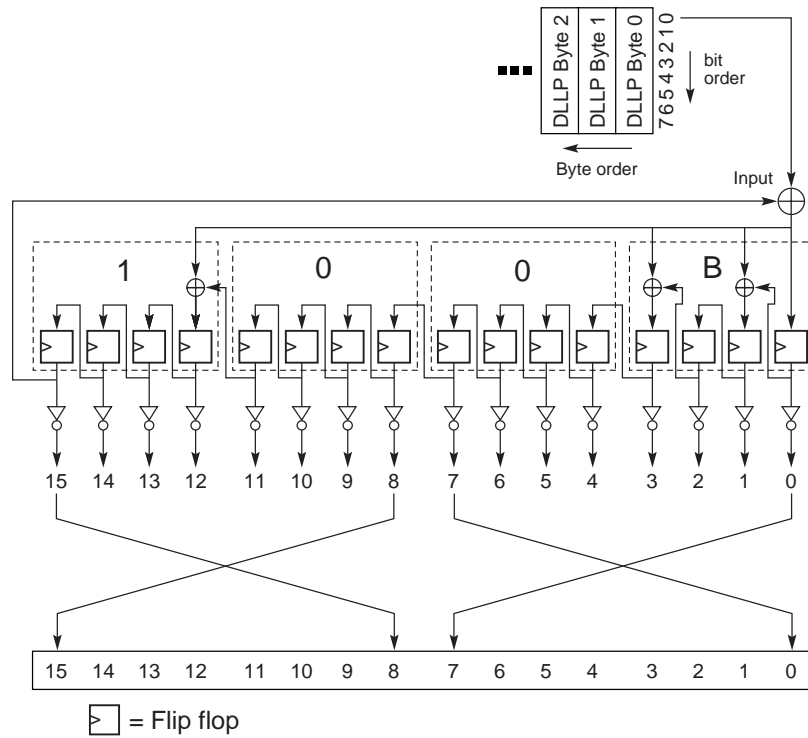 DLLP Byte 2
DLLP Byte 1
DLLP Byte 0
76543210
bit
order
Byte order
Input
1 0 0 B
> > > > > > > > > > > > > > > >
15 14 13 12 11 10 9 8 7 6 5 4 3 2 1 0
15 14 13 12 11 10 9 8 7 6 5 4 3 2 1 0
> = Flip flop